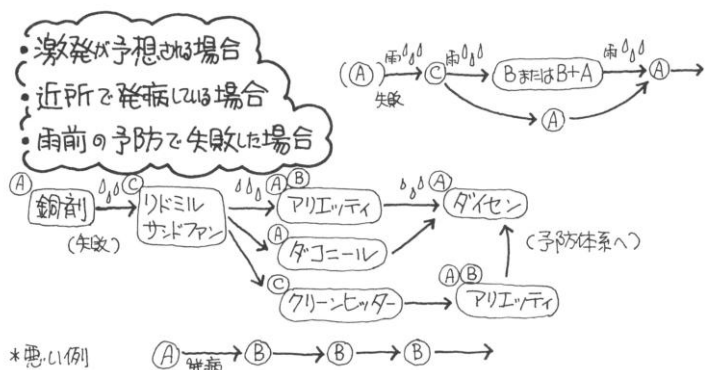 ・激発が予想される場合
・近所で発病している場合
・雨前の予防で失敗した場合
(A) 雨 C 雨 BまたはB+A 雨 A
失敗
A
A 銅剤 C リドミル サンドファン A B アリエッティ A ダイセン
(失敗)
A ダコニール
(予防体系へ)
C クリーンヒッター A B アリエッティ
*悪い例 A 発病 B B B